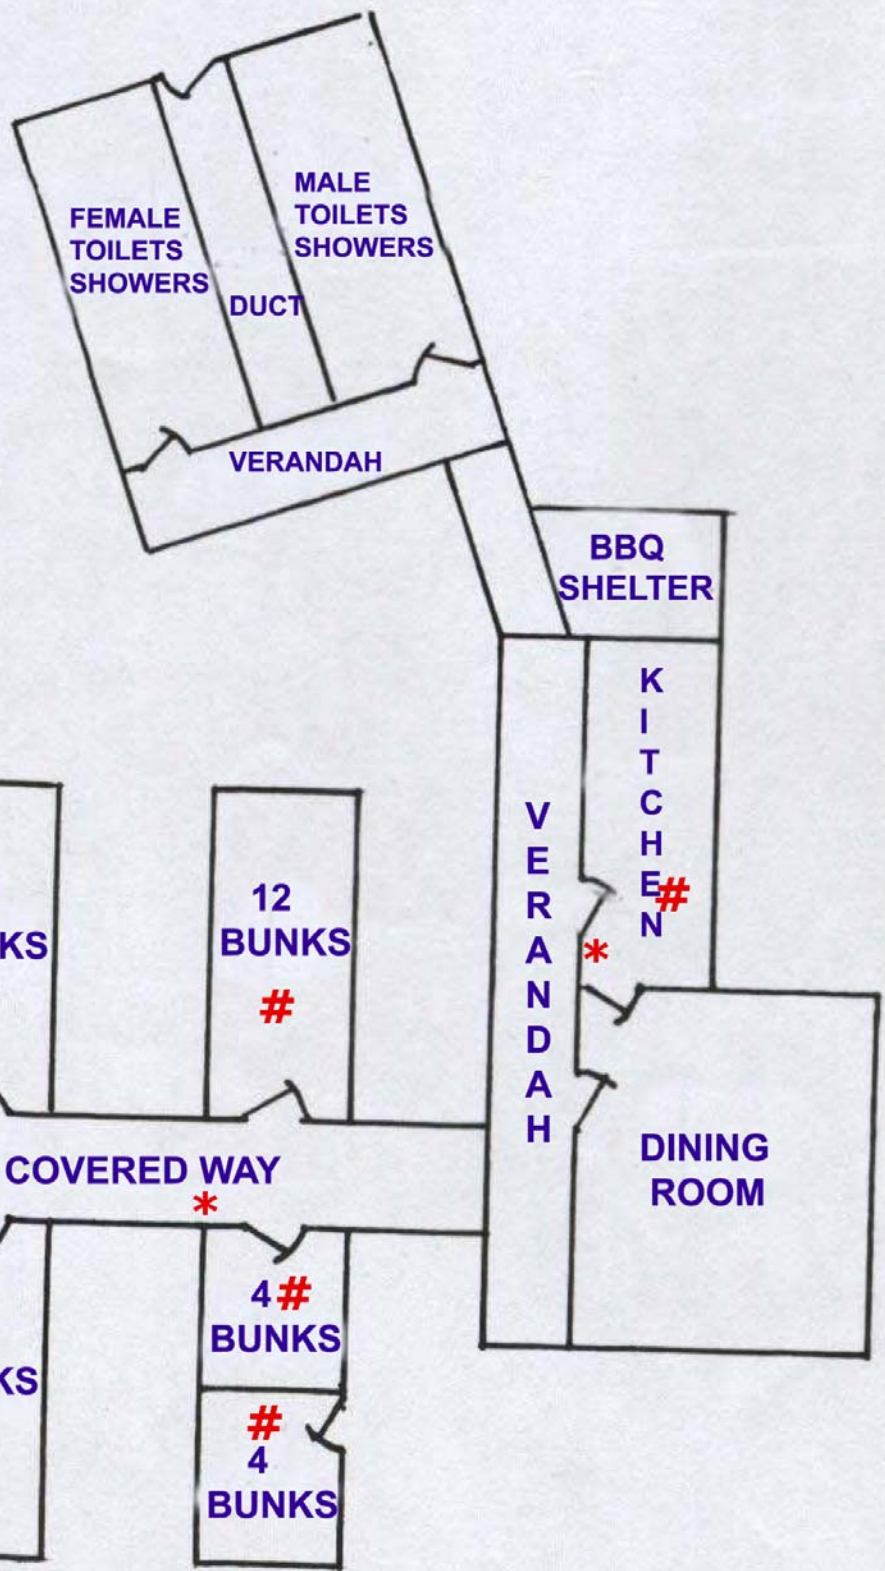 MALE
TOILETS
SHOWERS
FEMALE
TOILETS
SHOWERS
DUCT
VERANDAH
BBQ
SHELTER
KITCHEN
#
*
VERANDAH
12
BUNKS
#
KS
COVERED WAY
*
DINING
ROOM
4 #
BUNKS
KS
#
4
BUNKS